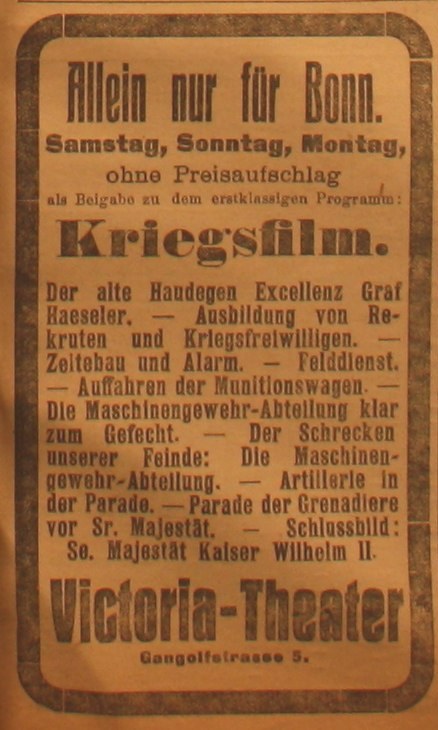 Allein nur für Bonn.
Samstag, Sonntag, Montag,
ohne Preisaufschlag
als Beigabe zu dem erstklassigen Programm:
Kriegsfilm.
Der alte Haudegen Excellenz Graf
Haeseler. — Ausbildung von Re-
kruten und Kriegsfreiwilligen. —
Zeltebau und Alarm. — Felddienst.
— Auffahren der Munitionswagen. —
Die Maschinengewehr-Abteilung klar
zum Gefecht. — Der Schrecken
unserer Feinde: Die Maschinen-
gewehr-Abteilung. — Artillerie in
der Parade. — Parade der Grenadiere
vor Sr. Majestät. — Schlussbild:
Se. Majestät Kaiser Wilhelm II.
Victoria-Theater
Gangolfstrasse 5.